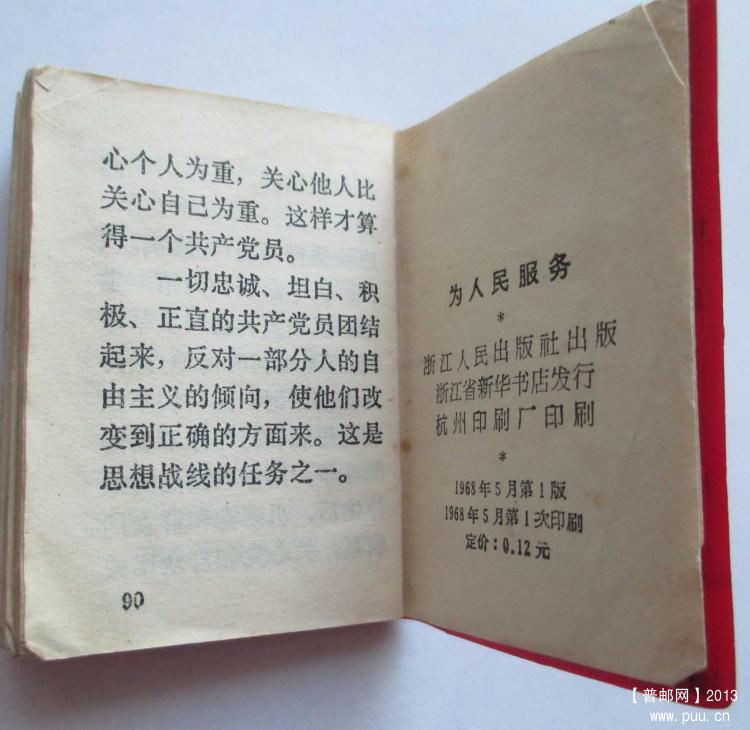 心个人为重，关心他人比
关心自己为重。这样才算
得一个共产党员。
一切忠诚、坦白、积
极、正直的共产党员团结
起来，反对一部分人的自
由主义的倾向，使他们改
变到正确的方面来。这是
思想战线的任务之一。
90
为人民服务
*
浙江人民出版社出版
浙江省新华书店发行
杭州印刷厂印刷
*
1968年5月第1版
1968年5月第1次印刷
定价：0.12元
【普邮网】2013
www.puu.cn